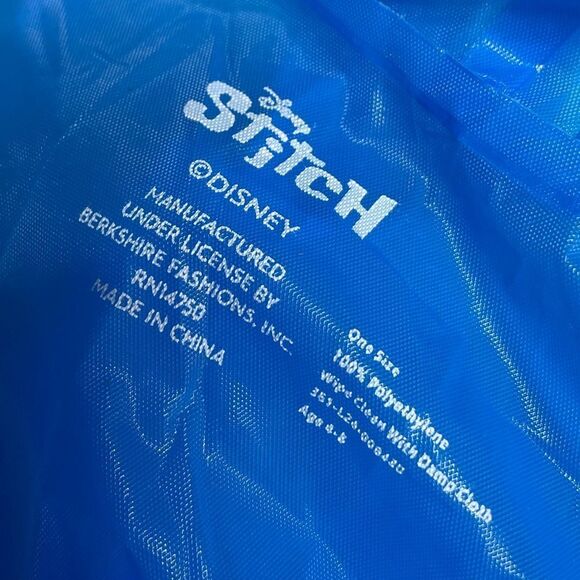 Disney
Stitch
©DISNEY
MANUFACTURED
UNDER LICENSE BY
BERKSHIRE FASHIONS, INC.
RN14750
MADE IN CHINA
One Size
100% Polyethylene
Wipe Clean With Damp Cloth
Age